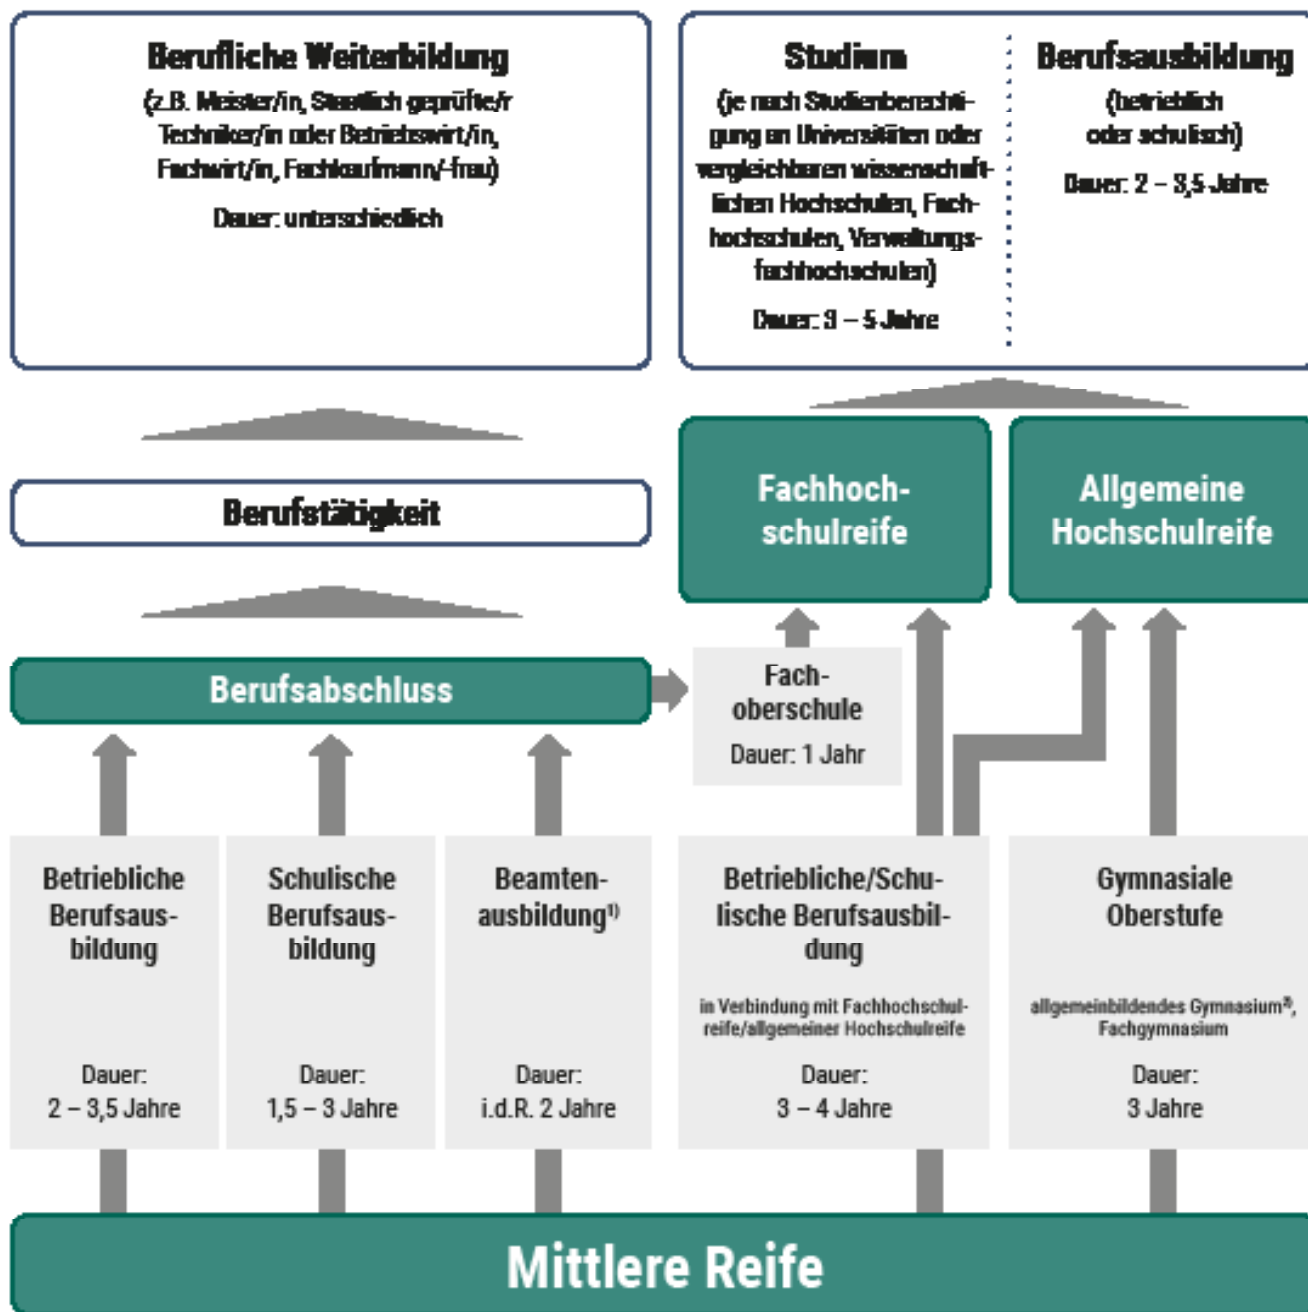 Berufliche Weiterbildung
(z.B. Meister/in, Staatlich geprüfte/r
Techniker/in oder Betriebswirt/in,
Fachwirt/in, Fachkaufmann/-frau)
Dauer: unterschiedlich
Studium
(je nach Studienberechti-
gung an Universitäten oder
vergleichbaren wissenschaft-
lichen Hochschulen, Fach-
hochschulen, Verwaltungs-
fachhochschulen)
Dauer: 3 – 5 Jahre
Berufsausbildung
(betrieblich
oder schulisch)
Dauer: 2 – 3,5 Jahre
Berufstätigkeit
Fachhoch-
schulreife
Allgemeine
Hochschulreife
Berufsabschluss
Fach-
oberschule
Dauer: 1 Jahr
Betriebliche
Berufsaus-
bildung
Dauer:
2 – 3,5 Jahre
Schulische
Berufsaus-
bildung
Dauer:
1,5 – 3 Jahre
Beamten-
ausbildung¹⁾
Dauer:
i.d.R. 2 Jahre
Betriebliche/Schu-
lische Berufsausbil-
dung
in Verbindung mit Fachhochschul-
reife/allgemeiner Hochschulreife
Dauer:
3 – 4 Jahre
Gymnasiale
Oberstufe
allgemeinbildendes Gymnasium²⁾,
Fachgymnasium
Dauer:
3 Jahre
Mittlere Reife